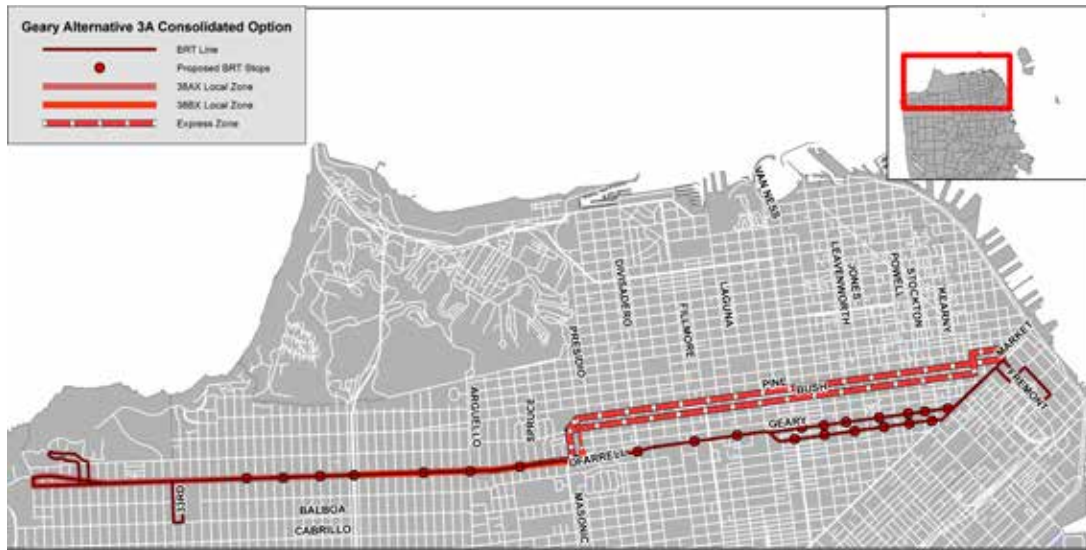 Geary Alternative 3A Consolidated Option
BRT Line
Proposed BRT Stops
38AX Local Zone
38BX Local Zone
Express Zone
VAN NESS
DIVISADERO
FILLMORE
LAGUNA
LEAVENWORTH
JONES
POWELL
STOCKTON
KEARNY
MARKET
FREMONT
PRESIDIO
ARGUELLO
SPRUCE
PINE
BUSH
GEARY
OFARRELL
33RD
BALBOA
CABRILLO
MASONIC